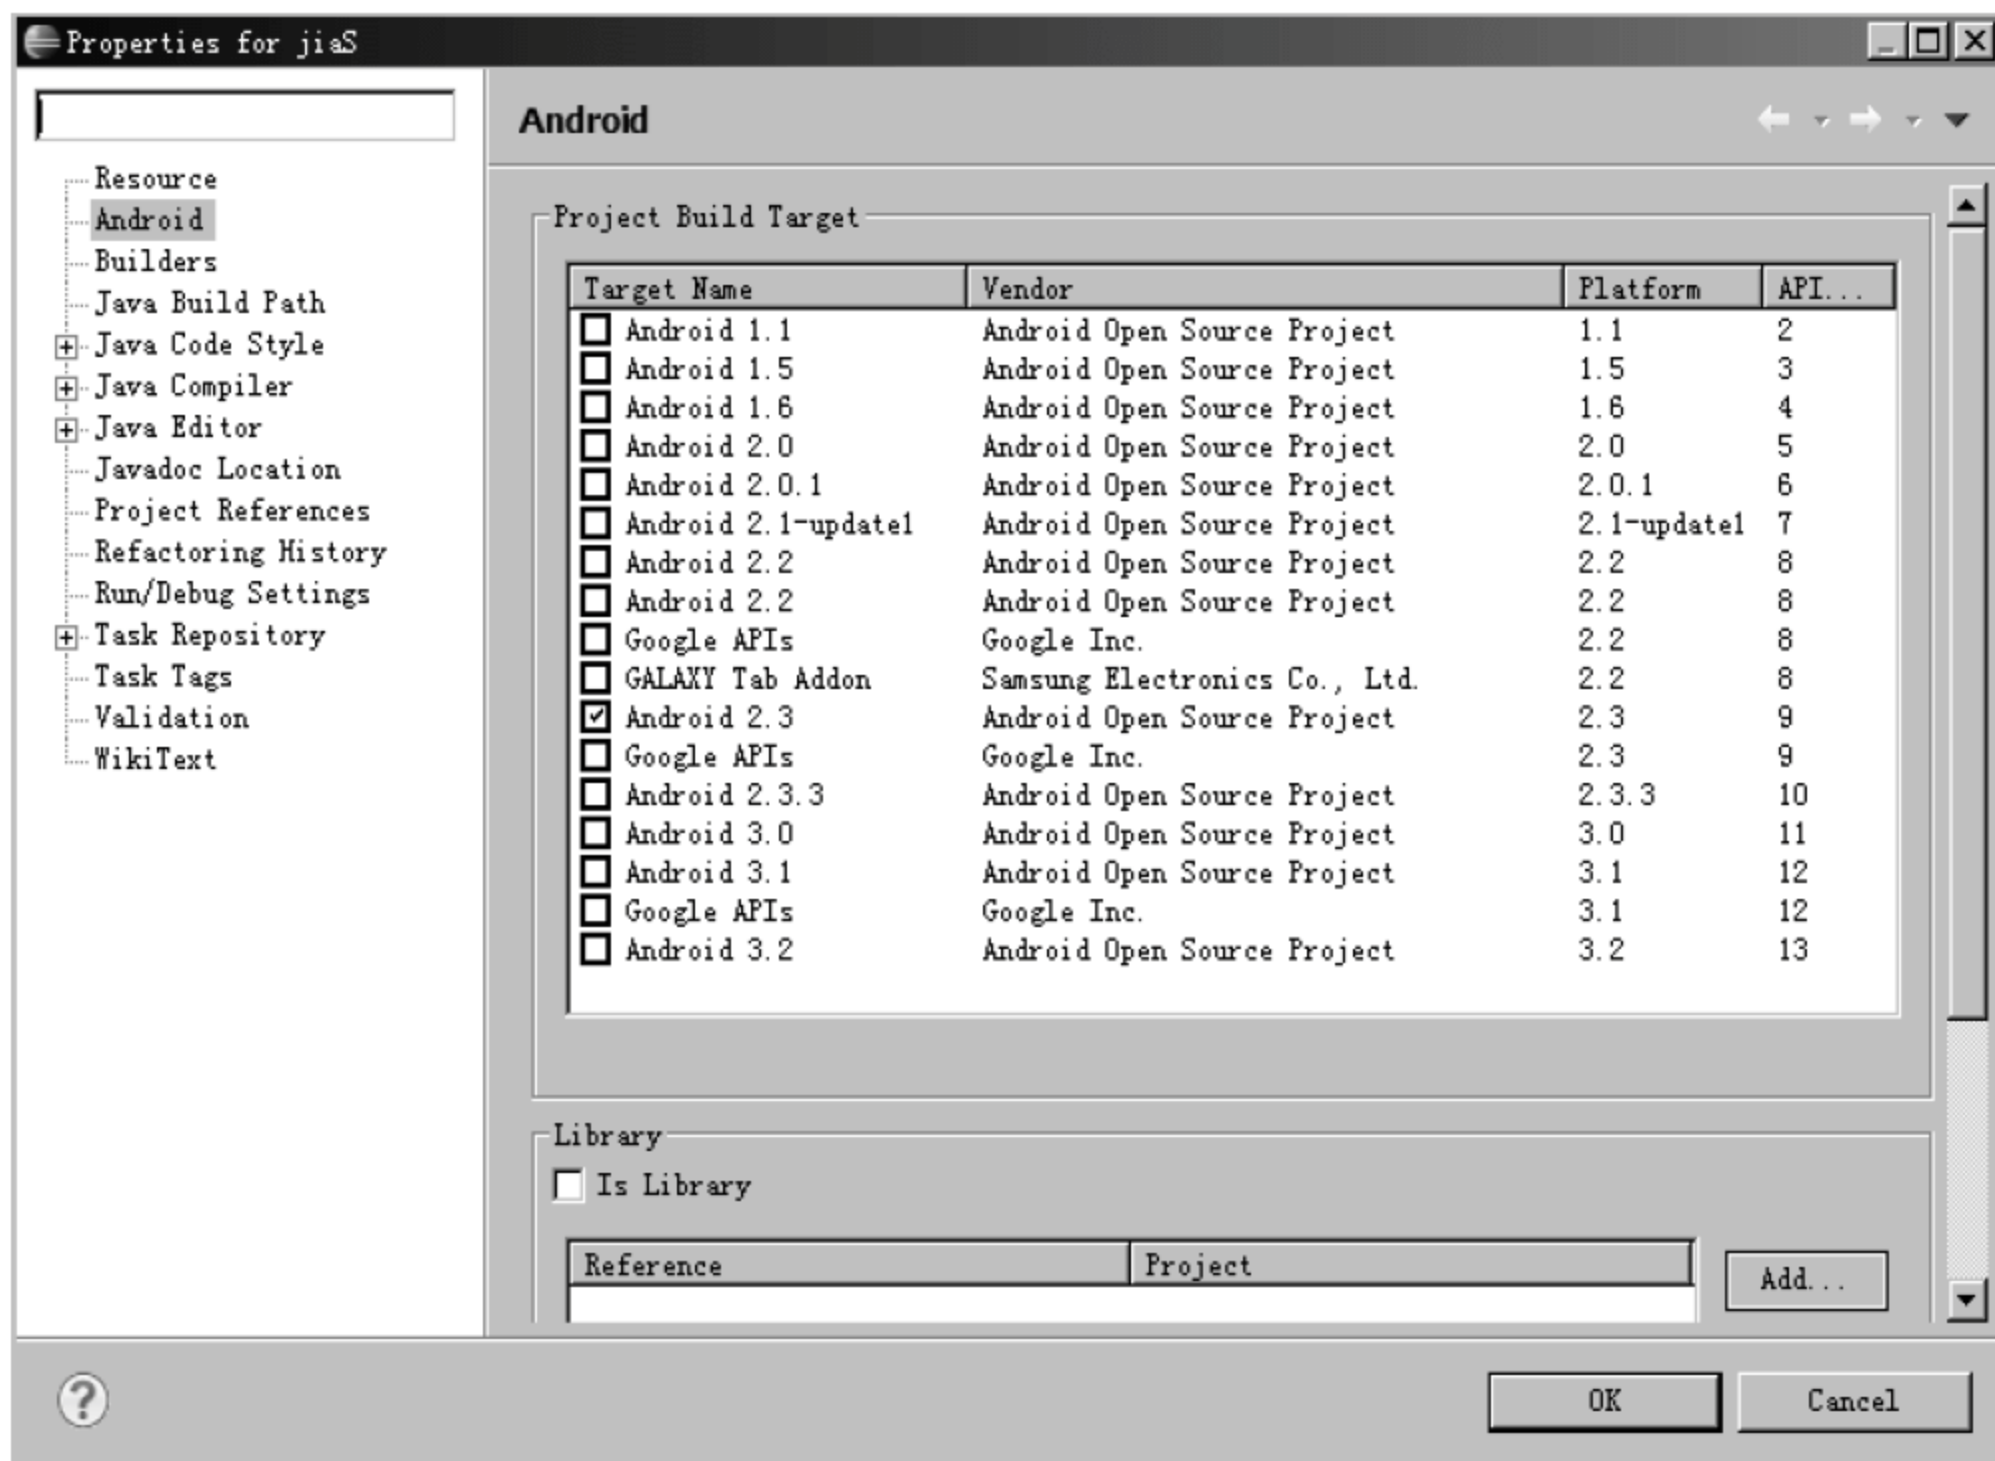 Properties for jiaS
Android
Resource
Android
Builders
Java Build Path
Java Code Style
Java Compiler
Java Editor
Javadoc Location
Project References
Refactoring History
Run/Debug Settings
Task Repository
Task Tags
Validation
WikiText
Project Build Target
Target Name Vendor Platform API...
Android 1.1 Android Open Source Project 1.1 2
Android 1.5 Android Open Source Project 1.5 3
Android 1.6 Android Open Source Project 1.6 4
Android 2.0 Android Open Source Project 2.0 5
Android 2.0.1 Android Open Source Project 2.0.1 6
Android 2.1-update1 Android Open Source Project 2.1-update1 7
Android 2.2 Android Open Source Project 2.2 8
Android 2.2 Android Open Source Project 2.2 8
Google APIs Google Inc. 2.2 8
GALAXY Tab Addon Samsung Electronics Co., Ltd. 2.2 8
Android 2.3 Android Open Source Project 2.3 9
Google APIs Google Inc. 2.3 9
Android 2.3.3 Android Open Source Project 2.3.3 10
Android 3.0 Android Open Source Project 3.0 11
Android 3.1 Android Open Source Project 3.1 12
Google APIs Google Inc. 3.1 12
Android 3.2 Android Open Source Project 3.2 13
Library
Is Library
Reference Project
Add...
? OK Cancel